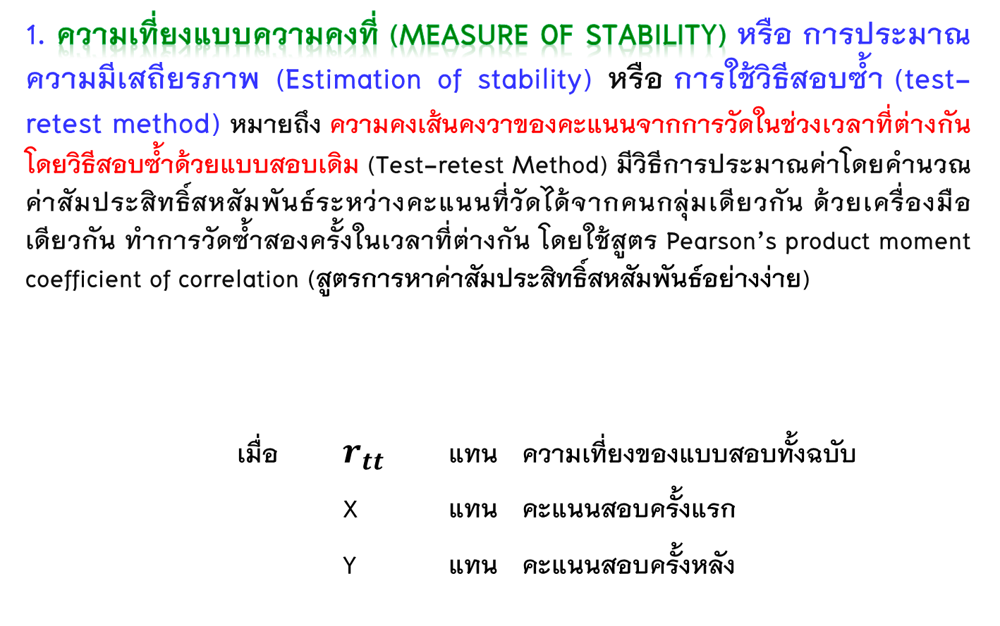 1. ความเที่ยงแบบความคงที่ (MEASURE OF STABILITY) หรือ การประมาณ
ความมีเสถียรภาพ (Estimation of stability) หรือ การใช้วิธีสอบซ้ำ (test-
retest method) หมายถึง ความคงเส้นคงวาของคะแนนจากการวัดในช่วงเวลาที่ต่างกัน
โดยวิธีสอบซ้ำด้วยแบบสอบเดิม (Test-retest Method) มีวิธีการประมาณค่าโดยคำนวณ
ค่าสัมประสิทธิ์สหสัมพันธ์ระหว่างคะแนนที่วัดได้จากคนกลุ่มเดียวกัน ด้วยเครื่องมือ
เดียวกัน ทำการวัดซ้ำสองครั้งในเวลาที่ต่างกัน โดยใช้สูตร Pearson's product moment
coefficient of correlation (สูตรการหาค่าสัมประสิทธิ์สหสัมพันธ์อย่างง่าย)
เมื่อ r_tt แทน ความเที่ยงของแบบสอบทั้งฉบับ
X แทน คะแนนสอบครั้งแรก
Y แทน คะแนนสอบครั้งหลัง